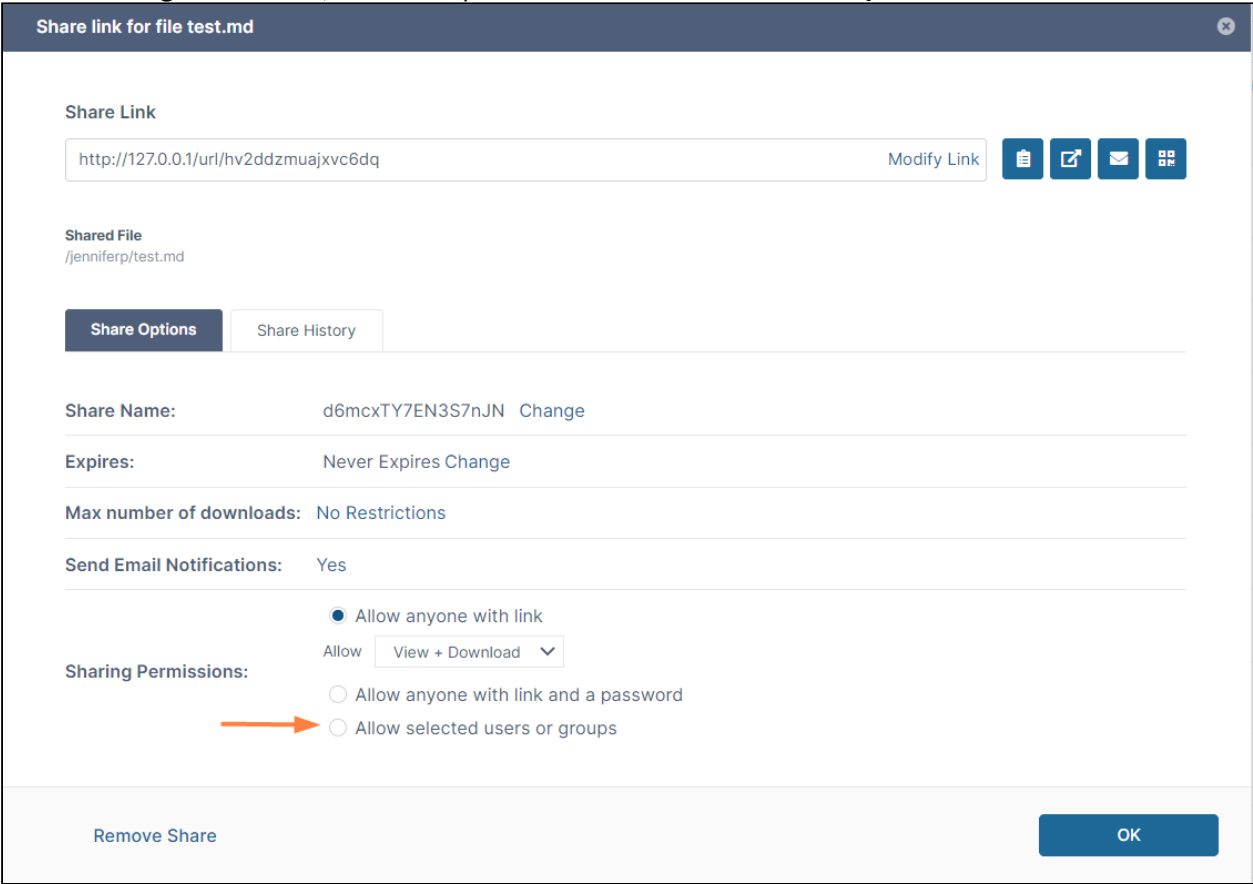 Share link for file test.md
Share Link
http://127.0.0.1/url/hv2ddzmuajxvc6dq Modify Link
Shared File
/jenniferp/test.md
Share Options Share History
Share Name: d6mcxTY7EN3S7nJN Change
Expires: Never Expires Change
Max number of downloads: No Restrictions
Send Email Notifications: Yes
Allow anyone with link
Allow View + Download
Sharing Permissions:
Allow anyone with link and a password
Allow selected users or groups
Remove Share OK